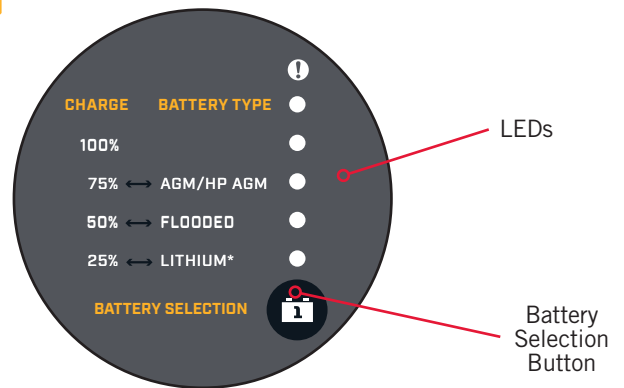 !
CHARGE BATTERY TYPE
100%
75% ↔ AGM/HP AGM
50% ↔ FLOODED
25% ↔ LITHIUM*
BATTERY SELECTION
1
LEDs
Battery
Selection
Button